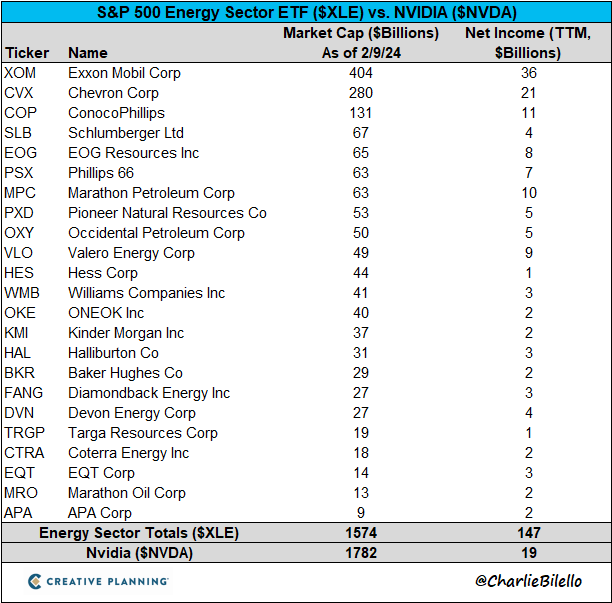 S&P 500 Energy Sector ETF ($XLE) vs. NVIDIA ($NVDA)
Market Cap ($Billions) Net Income (TTM,
Ticker Name As of 2/9/24 $Billions)
XOM Exxon Mobil Corp 404 36
CVX Chevron Corp 280 21
COP ConocoPhillips 131 11
SLB Schlumberger Ltd 67 4
EOG EOG Resources Inc 65 8
PSX Phillips 66 63 7
MPC Marathon Petroleum Corp 63 10
PXD Pioneer Natural Resources Co 53 5
OXY Occidental Petroleum Corp 50 5
VLO Valero Energy Corp 49 9
HES Hess Corp 44 1
WMB Williams Companies Inc 41 3
OKE ONEOK Inc 40 2
KMI Kinder Morgan Inc 37 2
HAL Halliburton Co 31 3
BKR Baker Hughes Co 29 2
FANG Diamondback Energy Inc 27 3
DVN Devon Energy Corp 27 4
TRGP Targa Resources Corp 19 1
CTRA Coterra Energy Inc 18 2
EQT EQT Corp 14 3
MRO Marathon Oil Corp 13 2
APA APA Corp 9 2
Energy Sector Totals ($XLE) 1574 147
Nvidia ($NVDA) 1782 19
CREATIVE PLANNING @CharlieBilello